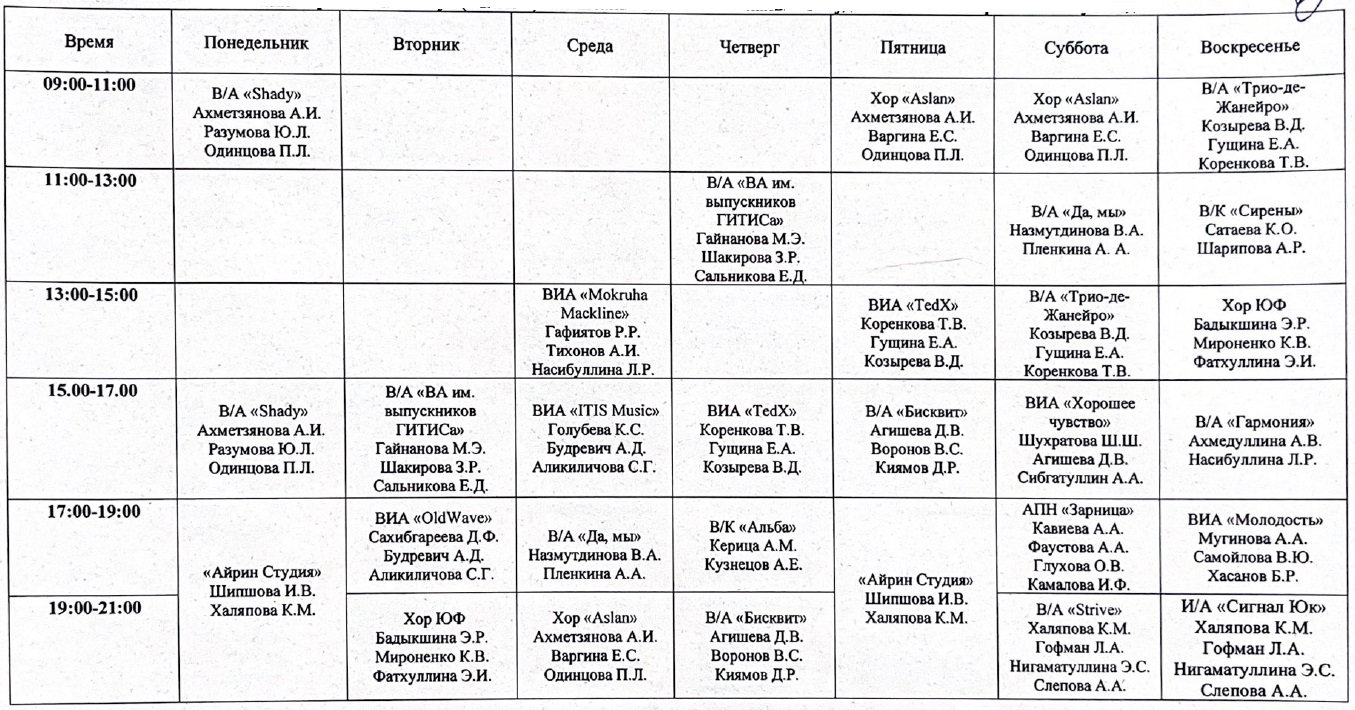 Время
Понедельник
Вторник
Среда
Четверг
Пятница
Суббота
Воскресенье
09:00-11:00
В/А «Shady»
Ахметзянова А.И.
Разумова Ю.Л.
Одинцова П.Л.
Хор «Aslan»
Ахметзянова А.И.
Варгина Е.С.
Одинцова П.Л.
Хор «Aslan»
Ахметзянова А.И.
Варгина Е.С.
Одинцова П.Л.
В/А «Трио-де-
Жанейро»
Козырева В.Д.
Гущина Е.А.
Коренкова Т.В.
11:00-13:00
В/А «ВА им.
выпускников
ГИТИСа»
Гайнанова М.Э.
Шакирова З.Р.
Сальникова Е.Д.
В/А «Да, мы»
Назмутдинова В.А.
Пленкина А. А.
В/К «Сирены»
Сатаева К.О.
Шарипова А.Р.
13:00-15:00
ВИА «Mokruha
Mackline»
Гафиятов Р.Р.
Тихонов А.И.
Насибуллина Л.Р.
ВИА «TedX»
Коренкова Т.В.
Гущина Е.А.
Козырева В.Д.
В/А «Трио-де-
Жанейро»
Козырева В.Д.
Гущина Е.А.
Коренкова Т.В.
Хор ЮФ
Бадыкшина Э.Р.
Мироненко К.В.
Фатхуллина Э.И.
15.00-17.00
В/А «Shady»
Ахметзянова А.И.
Разумова Ю.Л.
Одинцова П.Л.
В/А «ВА им.
выпускников
ГИТИСа»
Гайнанова М.Э.
Шакирова З.Р.
Сальникова Е.Д.
ВИА «ITIS Music»
Голубева К.С.
Будревич А.Д.
Аликиличова С.Г.
ВИА «TedX»
Коренкова Т.В.
Гущина Е.А.
Козырева В.Д.
В/А «Бисквит»
Агишева Д.В.
Воронов В.С.
Киямов Д.Р.
ВИА «Хорошее
чувство»
Шухратова Ш.Ш.
Агишева Д.В.
Сибгатуллин А.А.
В/А «Гармония»
Ахмедуллина А.В.
Насибуллина Л.Р.
17:00-19:00
«Айрин Студия»
Шипшова И.В.
Халяпова К.М.
ВИА «OldWave»
Сахибгареева Д.Ф.
Будревич А.Д.
Аликиличова С.Г.
В/А «Да, мы»
Назмутдинова В.А.
Пленкина А.А.
В/К «Альба»
Керица А.М.
Кузнецов А.Е.
«Айрин Студия»
Шипшова И.В.
Халяпова К.М.
АПН «Зарница»
Кавиева А.А.
Фаустова А.А.
Глухова О.В.
Камалова И.Ф.
ВИА «Молодость»
Мугинова А.А.
Самойлова В.Ю.
Хасанов Б.Р.
19:00-21:00
Хор ЮФ
Бадыкшина Э.Р.
Мироненко К.В.
Фатхуллина Э.И.
Хор «Aslan»
Ахметзянова А.И.
Варгина Е.С.
Одинцова П.Л.
В/А «Бисквит»
Агишева Д.В.
Воронов В.С.
Киямов Д.Р.
В/А «Strive»
Халяпова К.М.
Гофман Л.А.
Нигаматуллина Э.С.
Слепова А.А.
И/А «Сигнал Юк»
Халяпова К.М.
Гофман Л.А.
Нигаматуллина Э.С.
Слепова А.А.